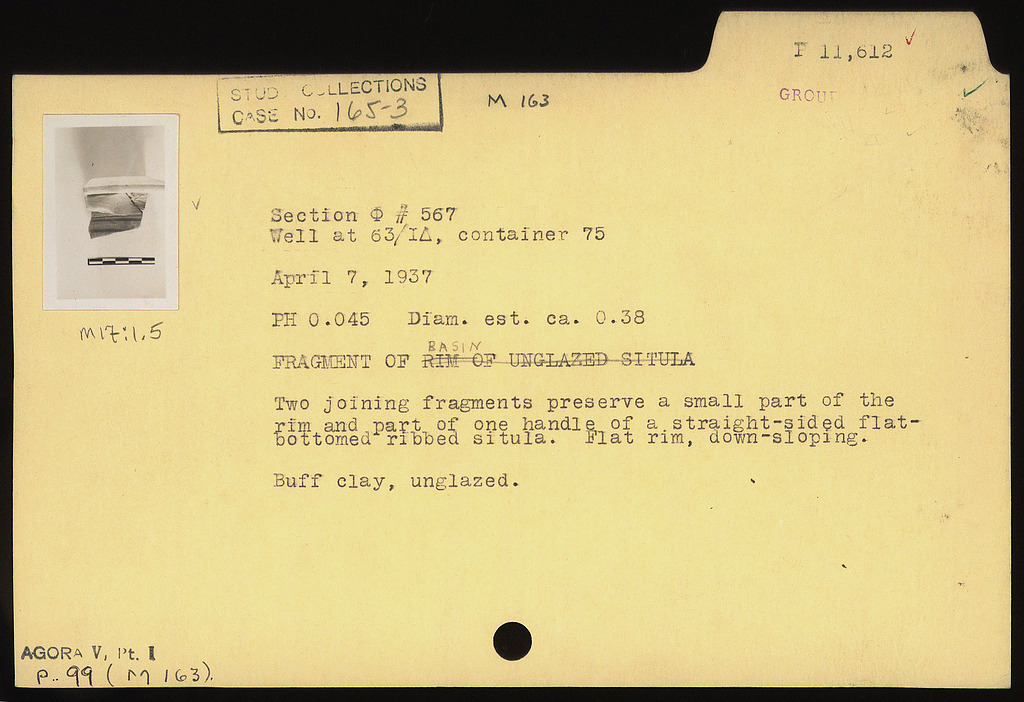 P 11,612
GROUP
STUD COLLECTIONS
CASE No. 165-3
M 163
Section Φ # 567
Well at 63/ΙΔ, container 75
April 7, 1937
M17:1.5
PH 0.045 Diam. est. ca. 0.38
BASIN
FRAGMENT OF RIM OF UNGLAZED SITULA
Two joining fragments preserve a small part of the
rim and part of one handle of a straight-sided flat-
bottomed ribbed situla. Flat rim, down-sloping.
Buff clay, unglazed.
AGORA V, Pt. I
p. 99 (M 163).